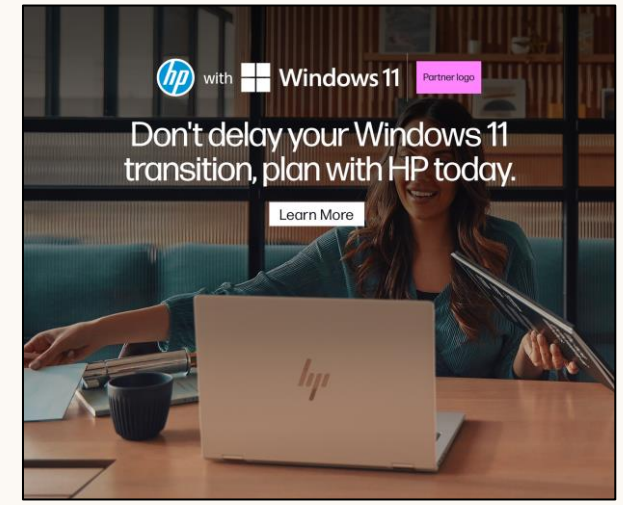 hp with Windows 11 Partner logo
Don't delay your Windows 11
transition, plan with HP today.
Learn More
hp